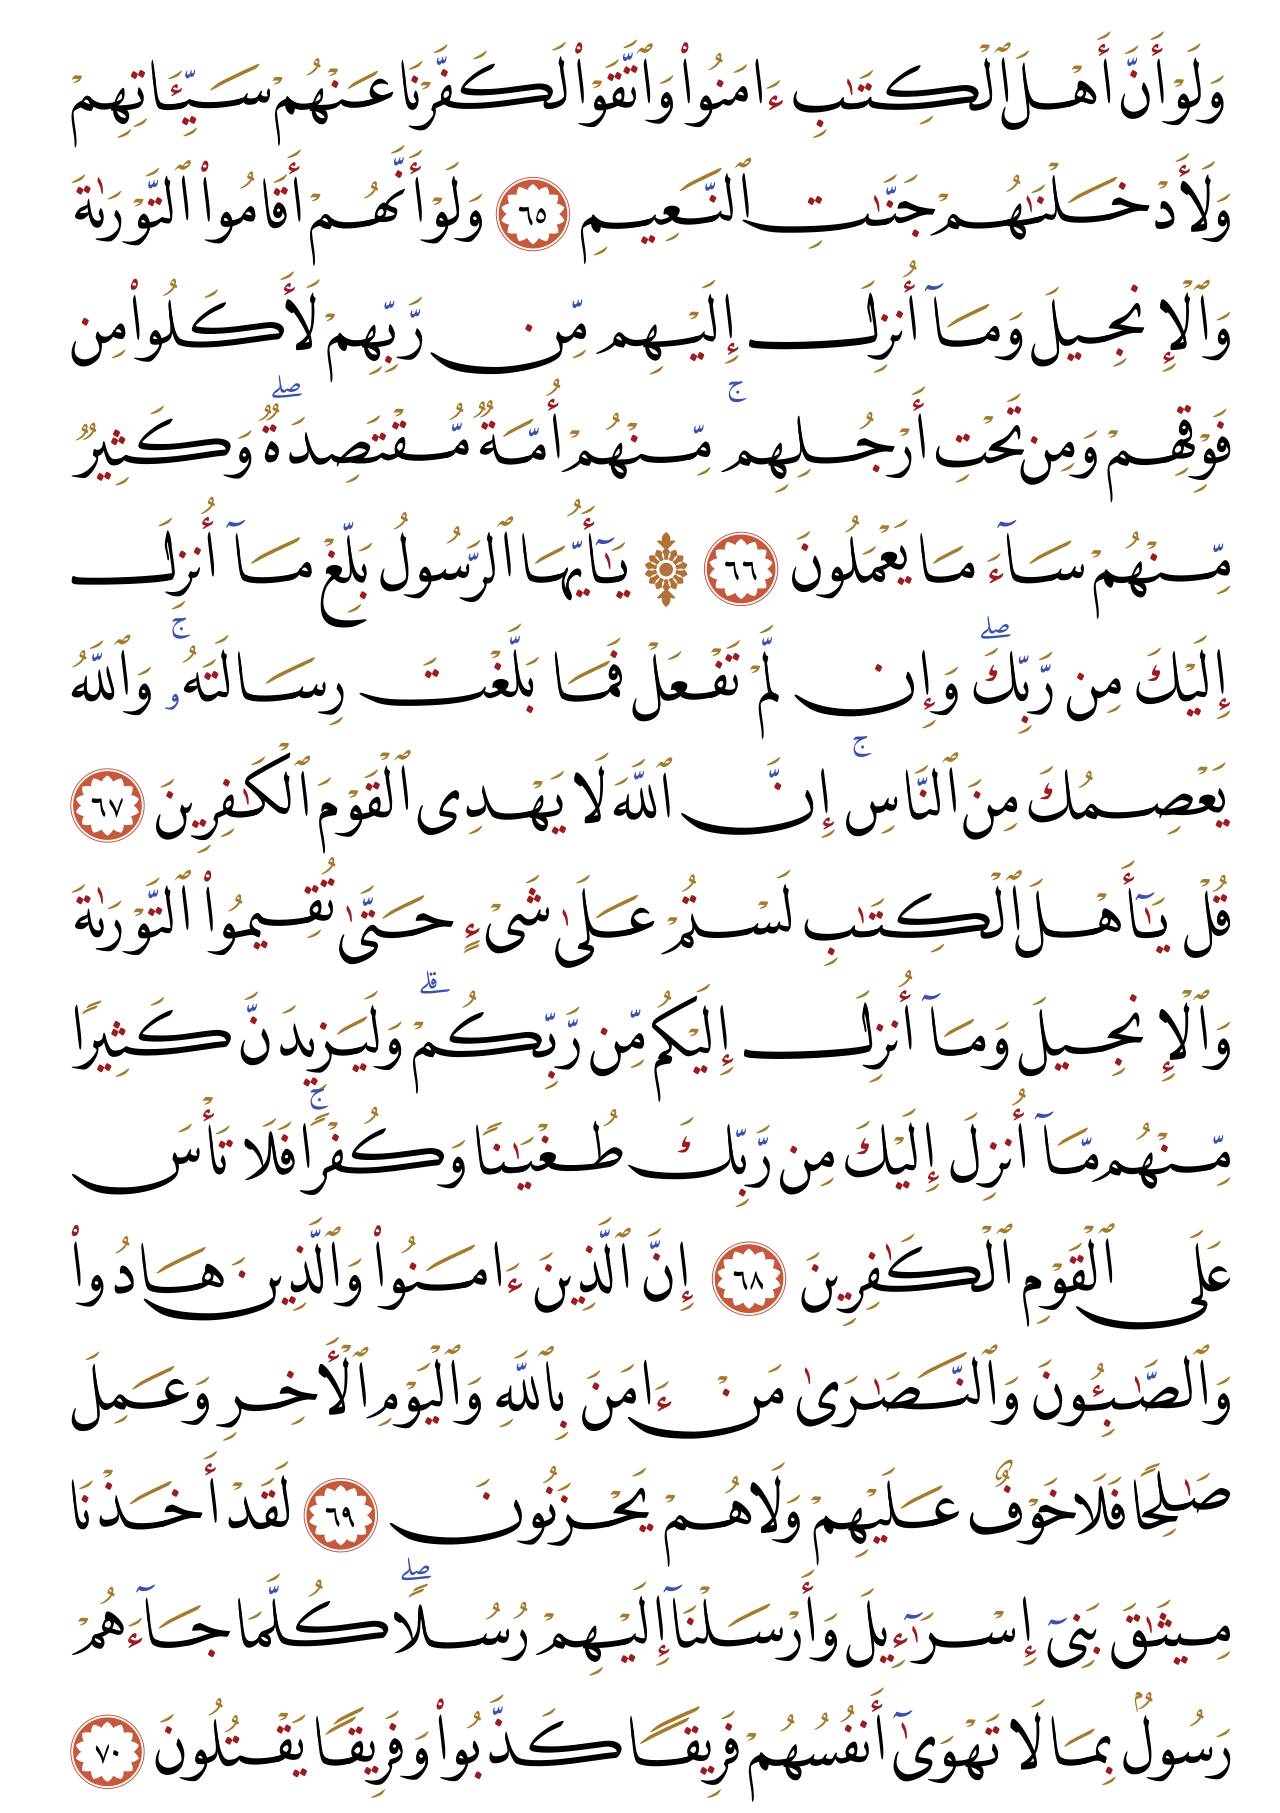 وَلَوْ أَنَّ أَهْلَ ٱلْكِتَٰبِ ءَامَنُوا۟ وَٱتَّقَوْا۟ لَكَفَّرْنَا عَنْهُمْ سَيِّـَٔاتِهِمْ
وَلَأَدْخَلْنَٰهُمْ جَنَّٰتِ ٱلنَّعِيمِ ٦٥ وَلَوْ أَنَّهُمْ أَقَامُوا۟ ٱلتَّوْرَىٰةَ
وَٱلْإِنجِيلَ وَمَآ أُنزِلَ إِلَيْهِم مِّن رَّبِّهِمْ لَأَكَلُوا۟ مِن
فَوْقِهِمْ وَمِن تَحْتِ أَرْجُلِهِم ۚ مِّنْهُمْ أُمَّةٌ مُّقْتَصِدَةٌ ۖ وَكَثِيرٌ
مِّنْهُمْ سَآءَ مَا يَعْمَلُونَ ٦٦ ۞ يَٰٓأَيُّهَا ٱلرَّسُولُ بَلِّغْ مَآ أُنزِلَ
إِلَيْكَ مِن رَّبِّكَ ۖ وَإِن لَّمْ تَفْعَلْ فَمَا بَلَّغْتَ رِسَالَتَهُۥ ۚ وَٱللَّهُ
يَعْصِمُكَ مِنَ ٱلنَّاسِ ۚ إِنَّ ٱللَّهَ لَا يَهْدِى ٱلْقَوْمَ ٱلْكَٰفِرِينَ ٦٧
قُلْ يَٰٓأَهْلَ ٱلْكِتَٰبِ لَسْتُمْ عَلَىٰ شَىْءٍ حَتَّىٰ تُقِيمُوا۟ ٱلتَّوْرَىٰةَ
وَٱلْإِنجِيلَ وَمَآ أُنزِلَ إِلَيْكُم مِّن رَّبِّكُمْ ۗ وَلَيَزِيدَنَّ كَثِيرًا
مِّنْهُم مَّآ أُنزِلَ إِلَيْكَ مِن رَّبِّكَ طُغْيَٰنًا وَكُفْرًا ۚ فَلَا تَأْسَ
عَلَى ٱلْقَوْمِ ٱلْكَٰفِرِينَ ٦٨ إِنَّ ٱلَّذِينَ ءَامَنُوا۟ وَٱلَّذِينَ هَادُوا۟
وَٱلصَّٰبِـُٔونَ وَٱلنَّصَٰرَىٰ مَنْ ءَامَنَ بِٱللَّهِ وَٱلْيَوْمِ ٱلْأَخِرِ وَعَمِلَ
صَٰلِحًا فَلَا خَوْفٌ عَلَيْهِمْ وَلَا هُمْ يَحْزَنُونَ ٦٩ لَقَدْ أَخَذْنَا
مِيثَٰقَ بَنِىٓ إِسْرَٰٓءِيلَ وَأَرْسَلْنَآ إِلَيْهِمْ رُسُلًا ۖ كُلَّمَا جَآءَهُمْ
رَسُولٌۢ بِمَا لَا تَهْوَىٰٓ أَنفُسُهُمْ فَرِيقًا كَذَّبُوا۟ وَفَرِيقًا يَقْتُلُونَ ٧٠